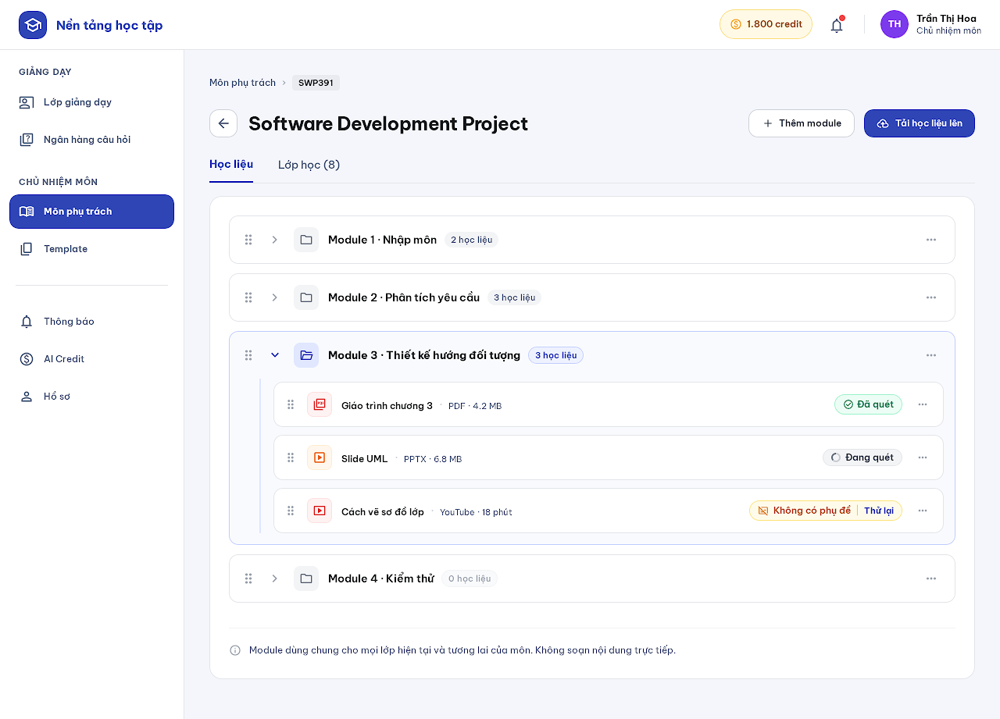 Nền tảng học tập
1.800 credit
TH
Trần Thị Hoa
Chủ nhiệm môn
GIẢNG DẠY
Lớp giảng dạy
Ngân hàng câu hỏi
CHỦ NHIỆM MÔN
Môn phụ trách
Template
Thông báo
AI Credit
Hồ sơ
Môn phụ trách › SWP391
Software Development Project
Thêm module
Tải học liệu lên
Học liệu
Lớp học (8)
Module 1 · Nhập môn 2 học liệu
Module 2 · Phân tích yêu cầu 3 học liệu
Module 3 · Thiết kế hướng đối tượng 3 học liệu
PDF
Giáo trình chương 3 · PDF · 4.2 MB Đã quét
Slide UML · PPTX · 6.8 MB Đang quét
Cách vẽ sơ đồ lớp · YouTube · 18 phút Không có phụ đề Thử lại
Module 4 · Kiểm thử 0 học liệu
Module dùng chung cho mọi lớp hiện tại và tương lai của môn. Không soạn nội dung trực tiếp.